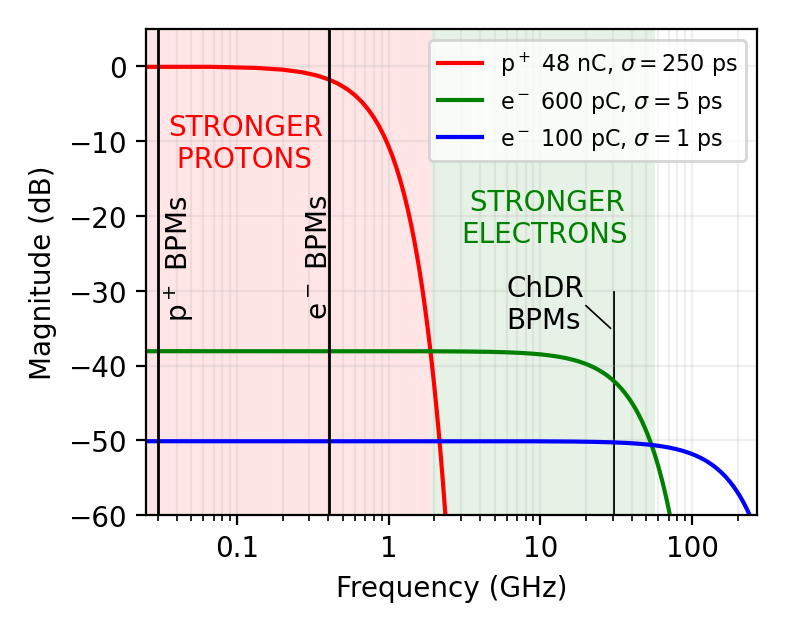 p⁺ 48 nC, σ = 250 ps
e⁻ 600 pC, σ = 5 ps
e⁻ 100 pC, σ = 1 ps
STRONGER
PROTONS
STRONGER
ELECTRONS
p⁺ BPMs
e⁻ BPMs
ChDR
BPMs
Magnitude (dB)
0
−10
−20
−30
−40
−50
−60
0.1
1
10
100
Frequency (GHz)